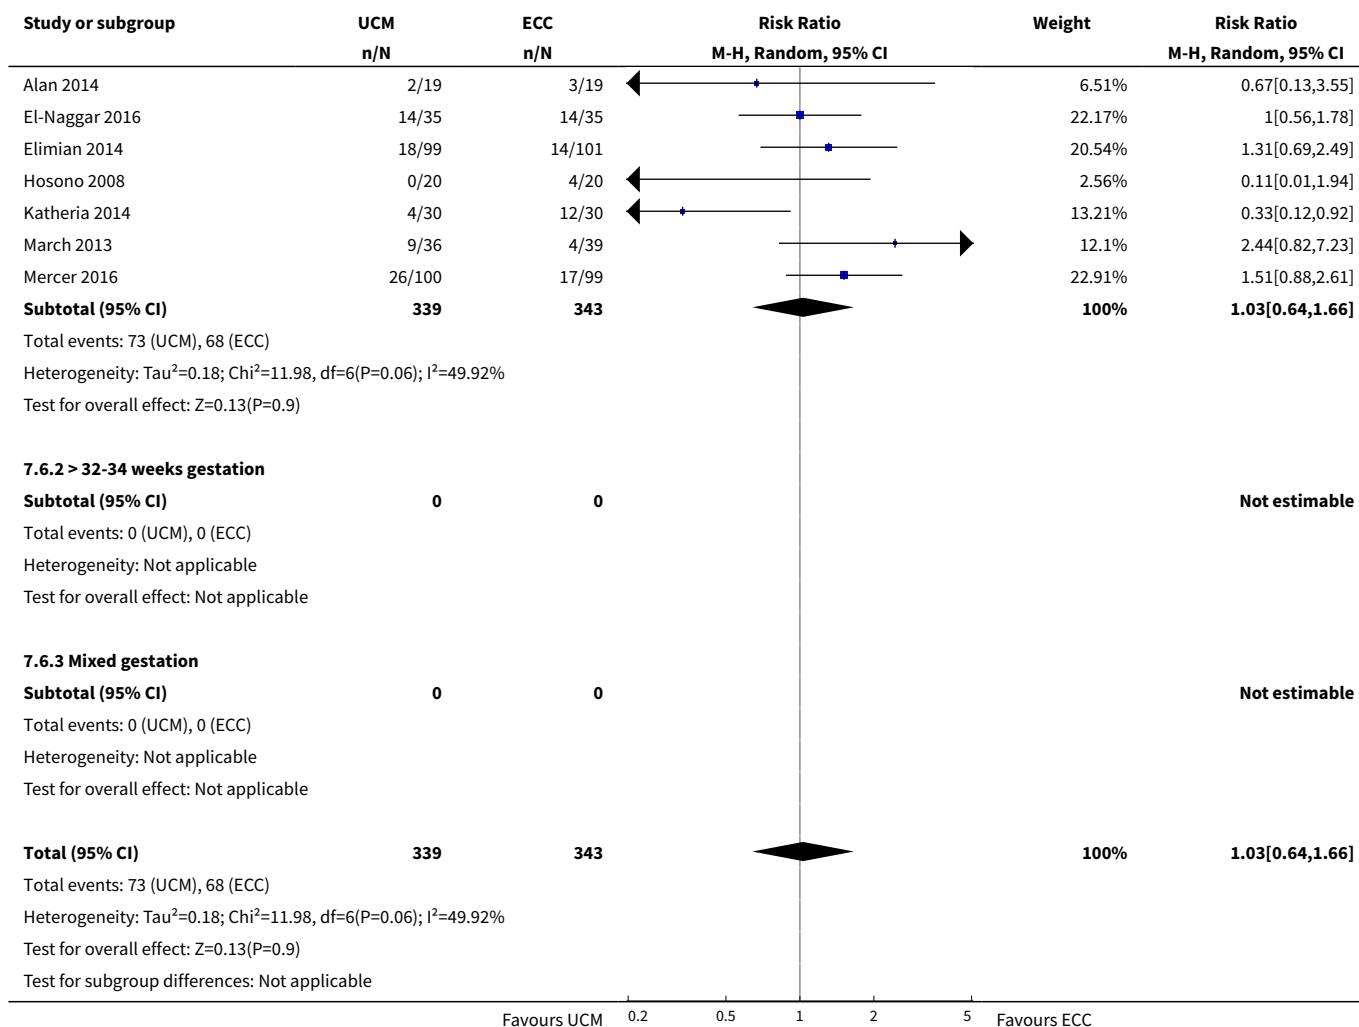 Study or subgroup UCM ECC Risk Ratio Weight Risk Ratio
n/N n/N M-H, Random, 95% CI M-H, Random, 95% CI
Alan 2014 2/19 3/19 6.51% 0.67[0.13,3.55]
El-Naggar 2016 14/35 14/35 22.17% 1[0.56,1.78]
Elimian 2014 18/99 14/101 20.54% 1.31[0.69,2.49]
Hosono 2008 0/20 4/20 2.56% 0.11[0.01,1.94]
Katheria 2014 4/30 12/30 13.21% 0.33[0.12,0.92]
March 2013 9/36 4/39 12.1% 2.44[0.82,7.23]
Mercer 2016 26/100 17/99 22.91% 1.51[0.88,2.61]
Subtotal (95% CI) 339 343 100% 1.03[0.64,1.66]
Total events: 73 (UCM), 68 (ECC)
Heterogeneity: Tau²=0.18; Chi²=11.98, df=6(P=0.06); I²=49.92%
Test for overall effect: Z=0.13(P=0.9)
7.6.2 > 32-34 weeks gestation
Subtotal (95% CI) 0 0 Not estimable
Total events: 0 (UCM), 0 (ECC)
Heterogeneity: Not applicable
Test for overall effect: Not applicable
7.6.3 Mixed gestation
Subtotal (95% CI) 0 0 Not estimable
Total events: 0 (UCM), 0 (ECC)
Heterogeneity: Not applicable
Test for overall effect: Not applicable
Total (95% CI) 339 343 100% 1.03[0.64,1.66]
Total events: 73 (UCM), 68 (ECC)
Heterogeneity: Tau²=0.18; Chi²=11.98, df=6(P=0.06); I²=49.92%
Test for overall effect: Z=0.13(P=0.9)
Test for subgroup differences: Not applicable
Favours UCM 0.2 0.5 1 2 5 Favours ECC